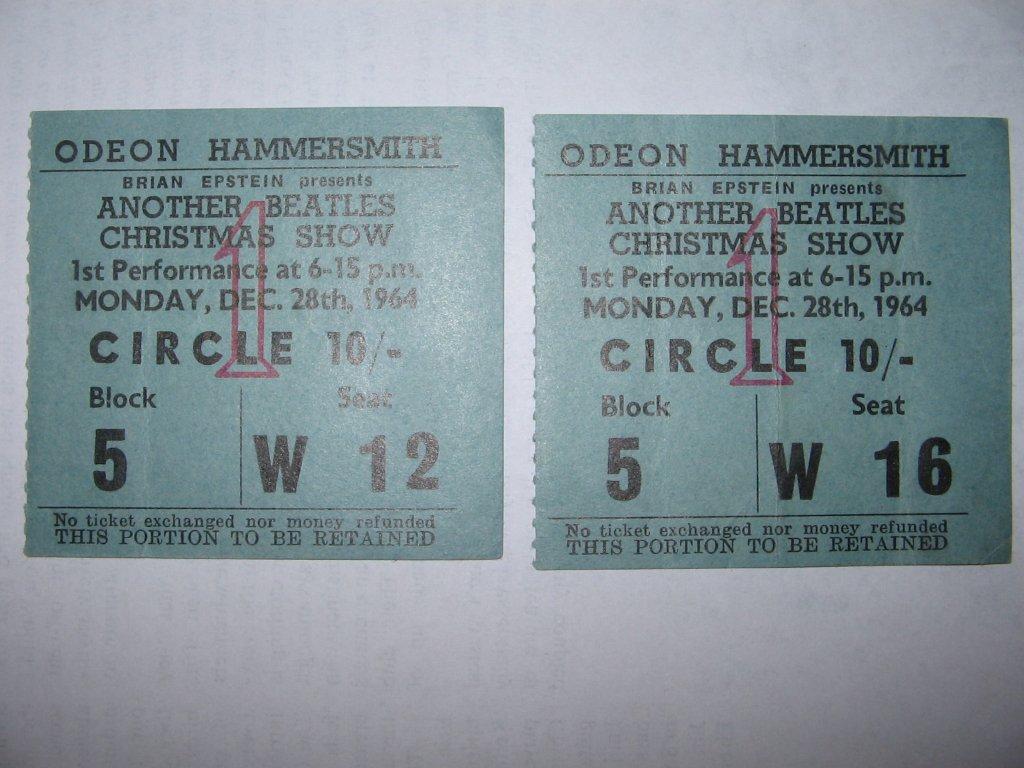 ODEON HAMMERSMITH
BRIAN EPSTEIN presents
ANOTHER BEATLES
CHRISTMAS SHOW
1st Performance at 6-15 p.m.
MONDAY, DEC. 28th, 1964
CIRCLE 10/-
1
Block Seat
5 W 12
No ticket exchanged nor money refunded
THIS PORTION TO BE RETAINED
ODEON HAMMERSMITH
BRIAN EPSTEIN presents
ANOTHER BEATLES
CHRISTMAS SHOW
1st Performance at 6-15 p.m.
MONDAY, DEC. 28th, 1964
CIRCLE 10/-
1
Block Seat
5 W 16
No ticket exchanged nor money refunded
THIS PORTION TO BE RETAINED